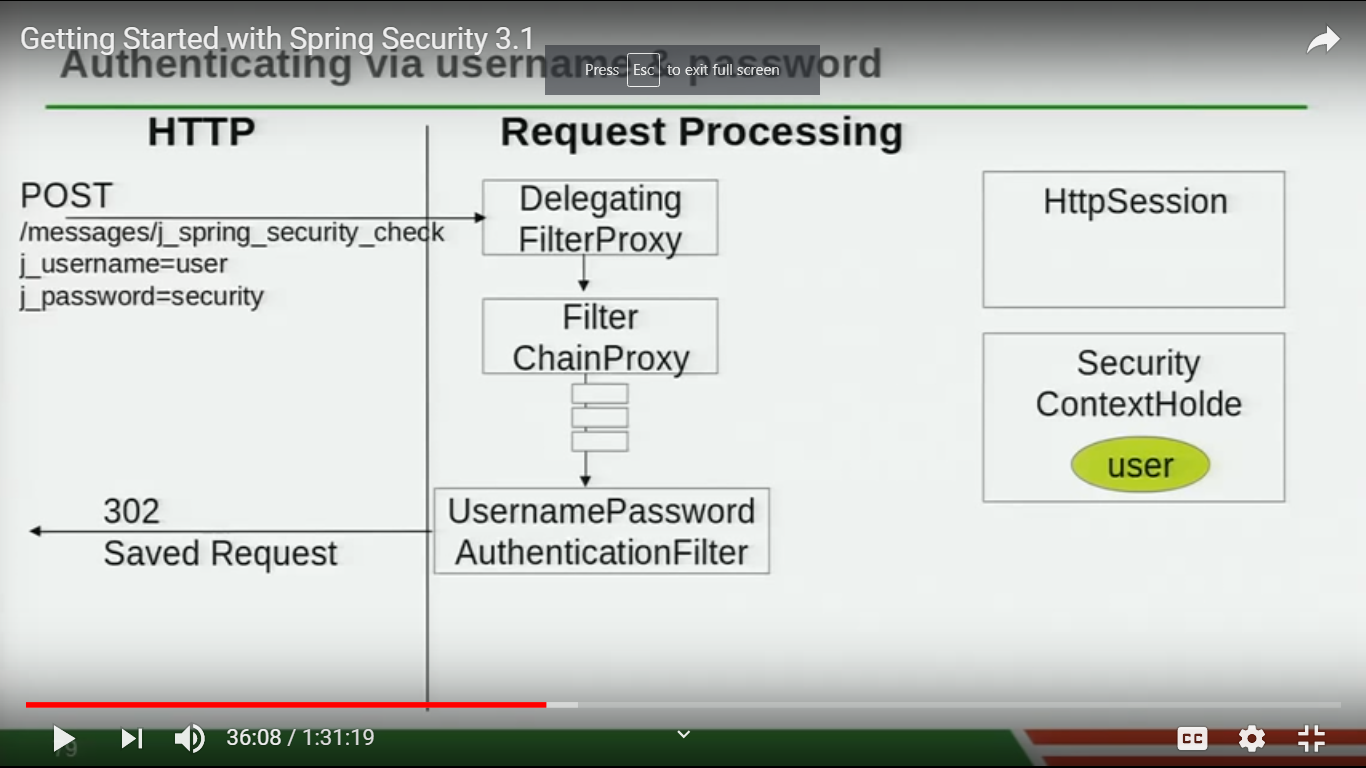 Getting Started with Spring Security 3.1
Authenticating via username & password
Press Esc to exit full screen
HTTP
Request Processing
POST
/messages/j_spring_security_check
j_username=user
j_password=security
Delegating
FilterProxy
Filter
ChainProxy
UsernamePassword
AuthenticationFilter
302
Saved Request
HttpSession
Security
ContextHolde
user
19
36:08 / 1:31:19
CC